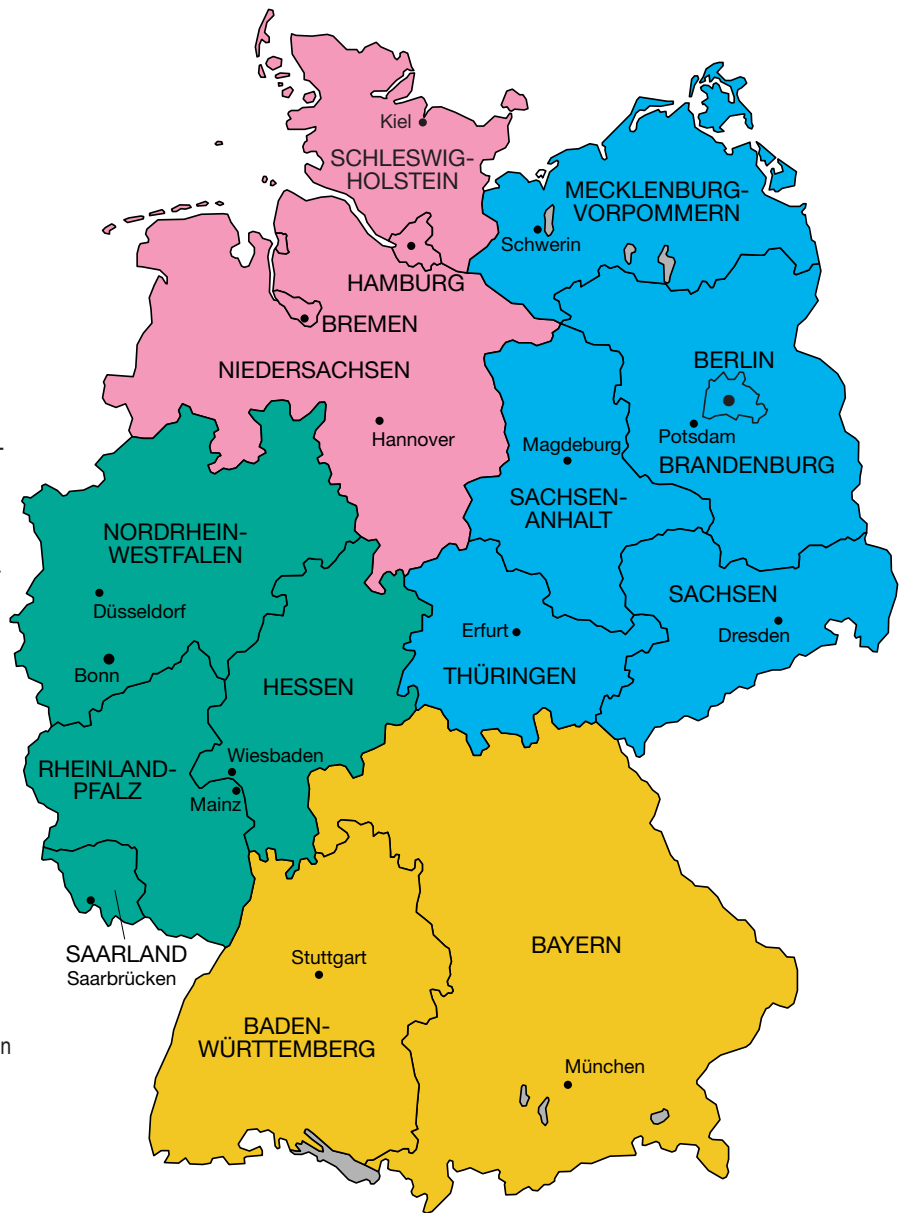 Kiel
SCHLESWIG-
HOLSTEIN
MECKLENBURG-
VORPOMMERN
Schwerin
HAMBURG
BREMEN
NIEDERSACHSEN
Hannover
BERLIN
Potsdam
BRANDENBURG
Magdeburg
SACHSEN-
ANHALT
NORDRHEIN-
WESTFALEN
Düsseldorf
Bonn
HESSEN
Erfurt
THÜRINGEN
SACHSEN
Dresden
RHEINLAND-
PFALZ
Wiesbaden
Mainz
SAARLAND
Saarbrücken
Stuttgart
BADEN-
WÜRTTEMBERG
BAYERN
München
-
n